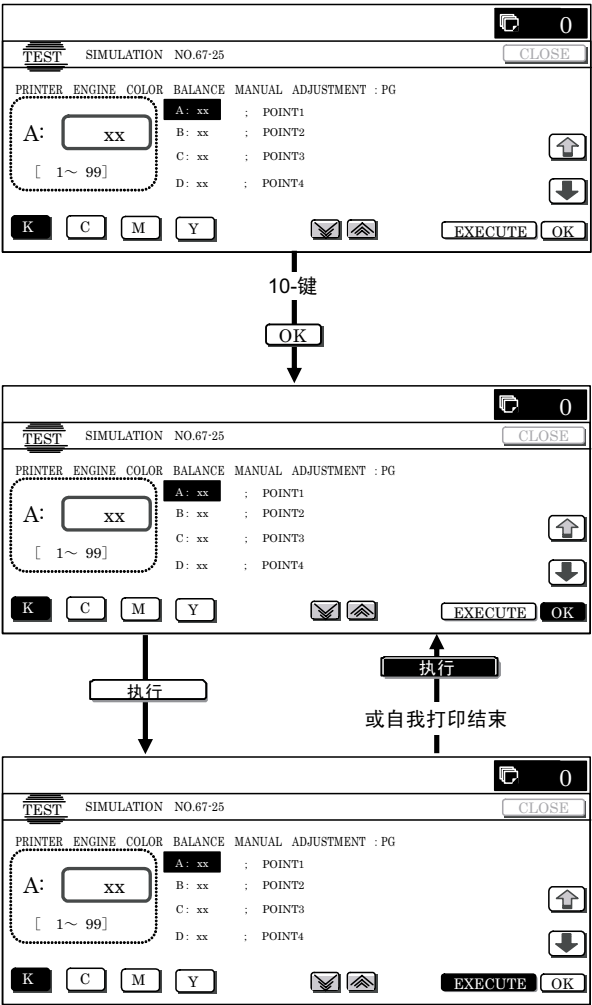 0
TEST SIMULATION NO.67-25 CLOSE
PRINTER ENGINE COLOR BALANCE MANUAL ADJUSTMENT : PG
A: xx ; POINT1
A: xx B: xx ; POINT2
C: xx ; POINT3
[ 1～ 99]
D: xx ; POINT4
K C M Y EXECUTE OK
10-键
OK
0
TEST SIMULATION NO.67-25 CLOSE
PRINTER ENGINE COLOR BALANCE MANUAL ADJUSTMENT : PG
A: xx ; POINT1
A: xx B: xx ; POINT2
C: xx ; POINT3
[ 1～ 99]
D: xx ; POINT4
K C M Y EXECUTE OK
执行
执行
或自我打印结束
0
TEST SIMULATION NO.67-25 CLOSE
PRINTER ENGINE COLOR BALANCE MANUAL ADJUSTMENT : PG
A: xx ; POINT1
A: xx B: xx ; POINT2
C: xx ; POINT3
[ 1～ 99]
D: xx ; POINT4
K C M Y EXECUTE OK